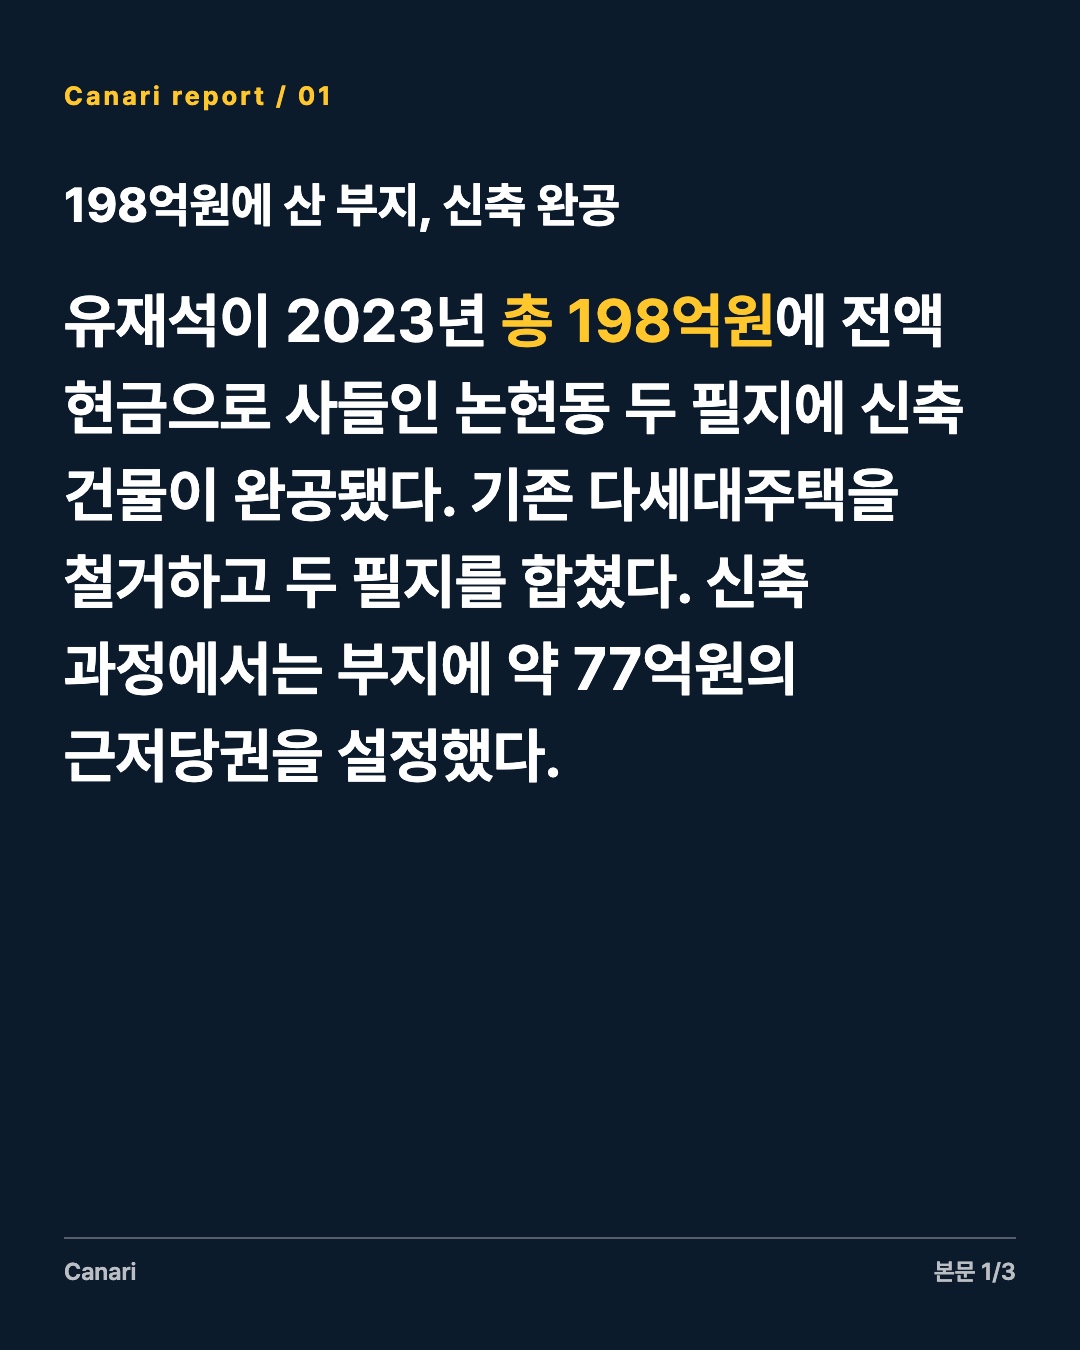 Canari report / 01
198억원에 산 부지, 신축 완공
유재석이 2023년 총 198억원에 전액
현금으로 사들인 논현동 두 필지에 신축
건물이 완공됐다. 기존 다세대주택을
철거하고 두 필지를 합쳤다. 신축
과정에서는 부지에 약 77억원의
근저당권을 설정했다.
Canari
본문 1/3